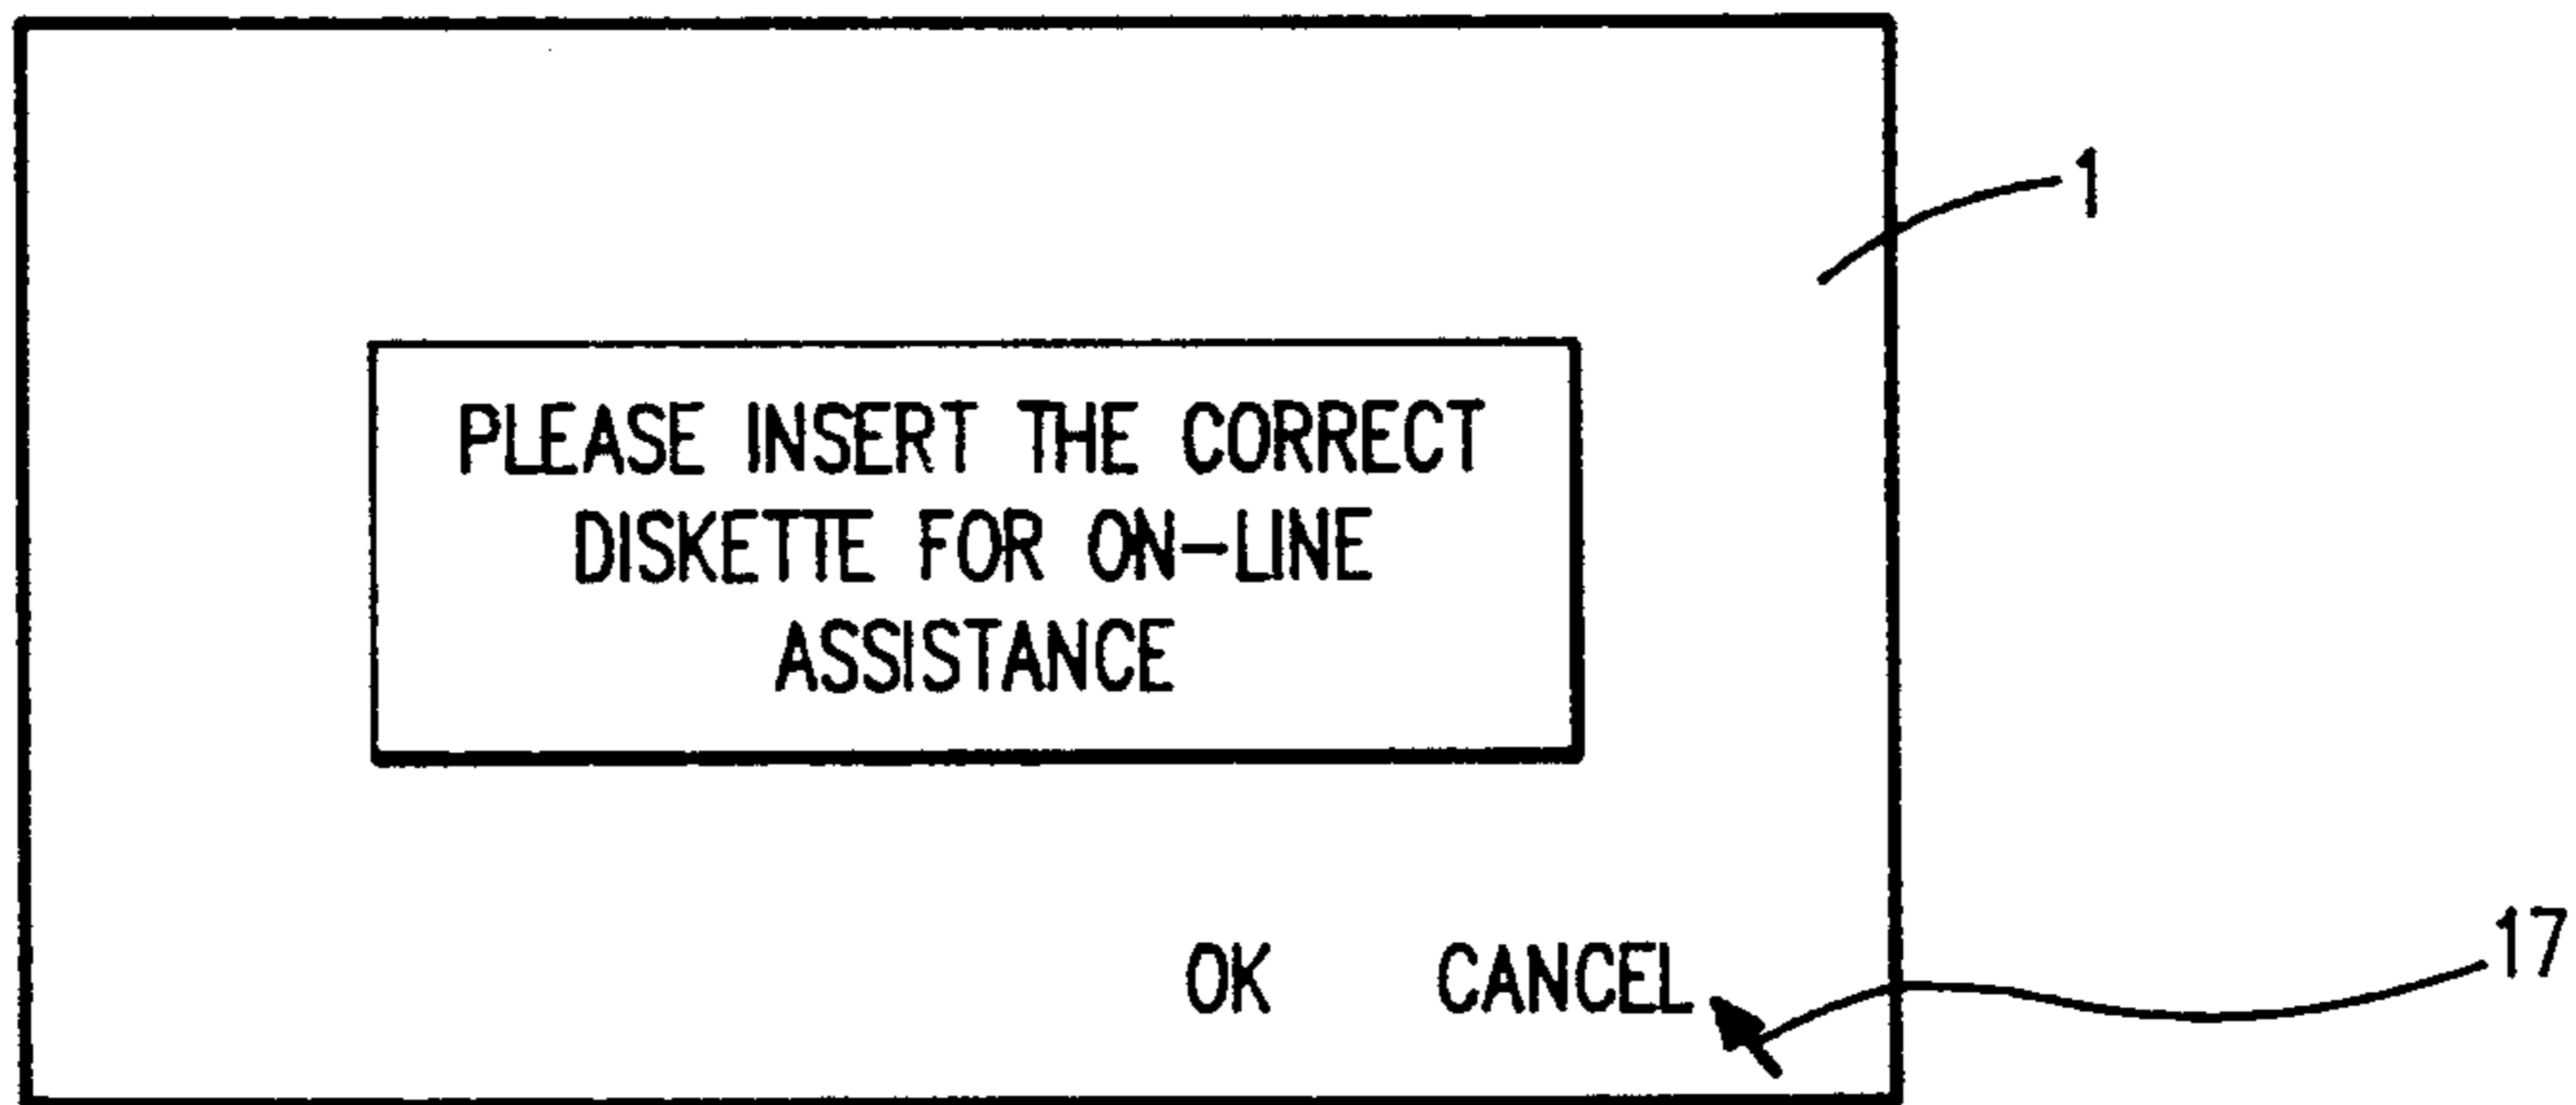 1
PLEASE INSERT THE CORRECT
DISKETTE FOR ON-LINE
ASSISTANCE
OK CANCEL
17